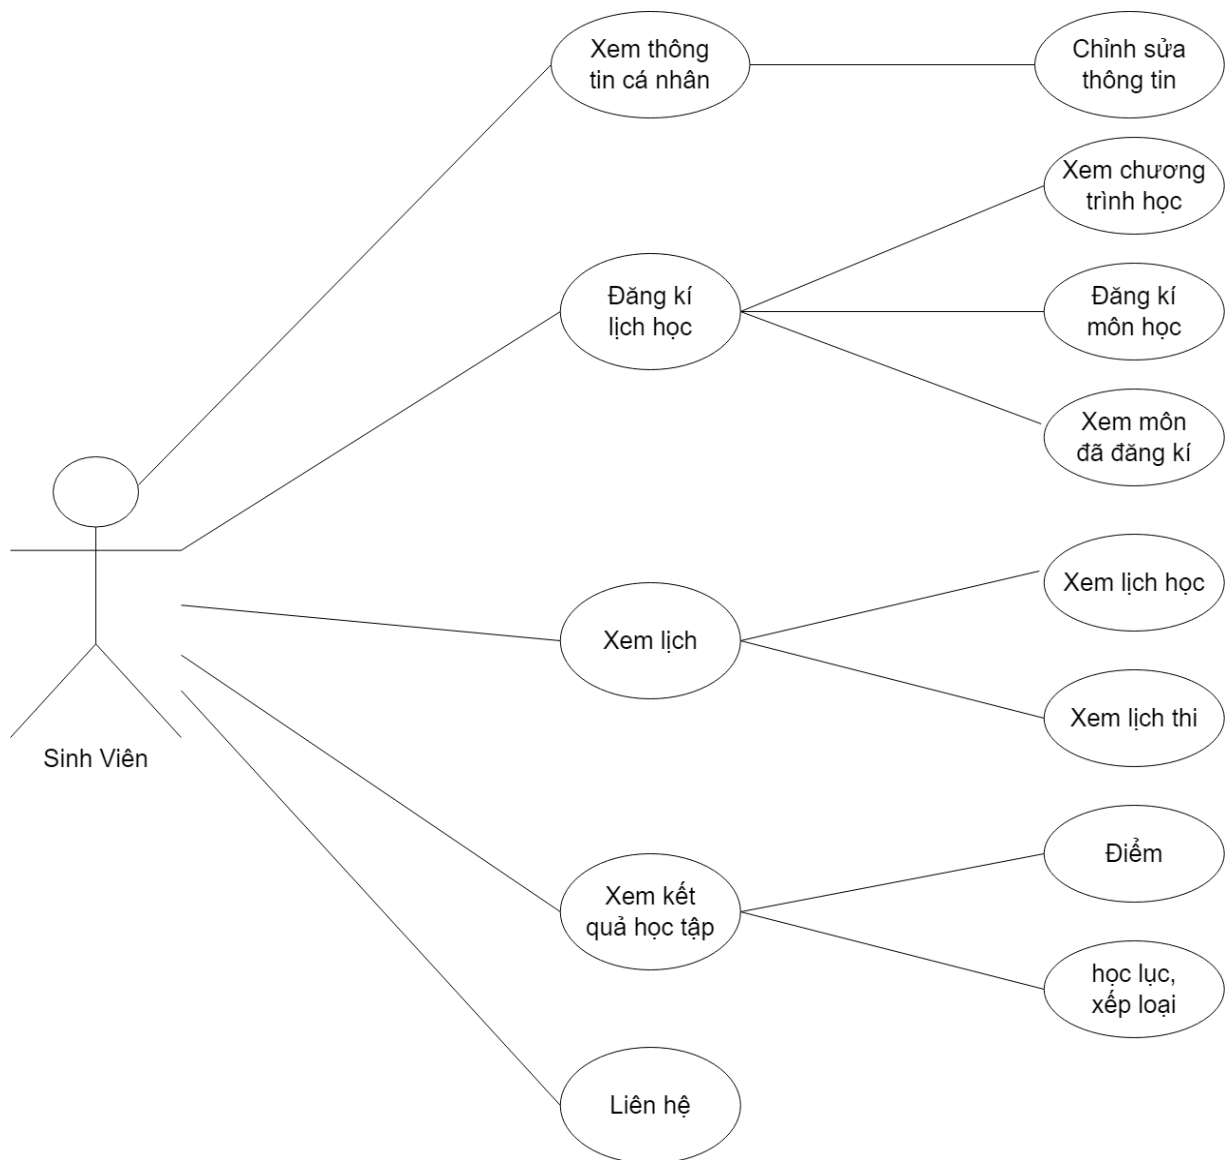 Xem thông
tin cá nhân
Chỉnh sửa
thông tin
Xem chương
trình học
Đăng kí
lịch học
Đăng kí
môn học
Xem môn
đã đăng kí
Xem lịch học
Xem lịch
Xem lịch thi
Sinh Viên
Điểm
Xem kết
quả học tập
học lục,
xếp loại
Liên hệ